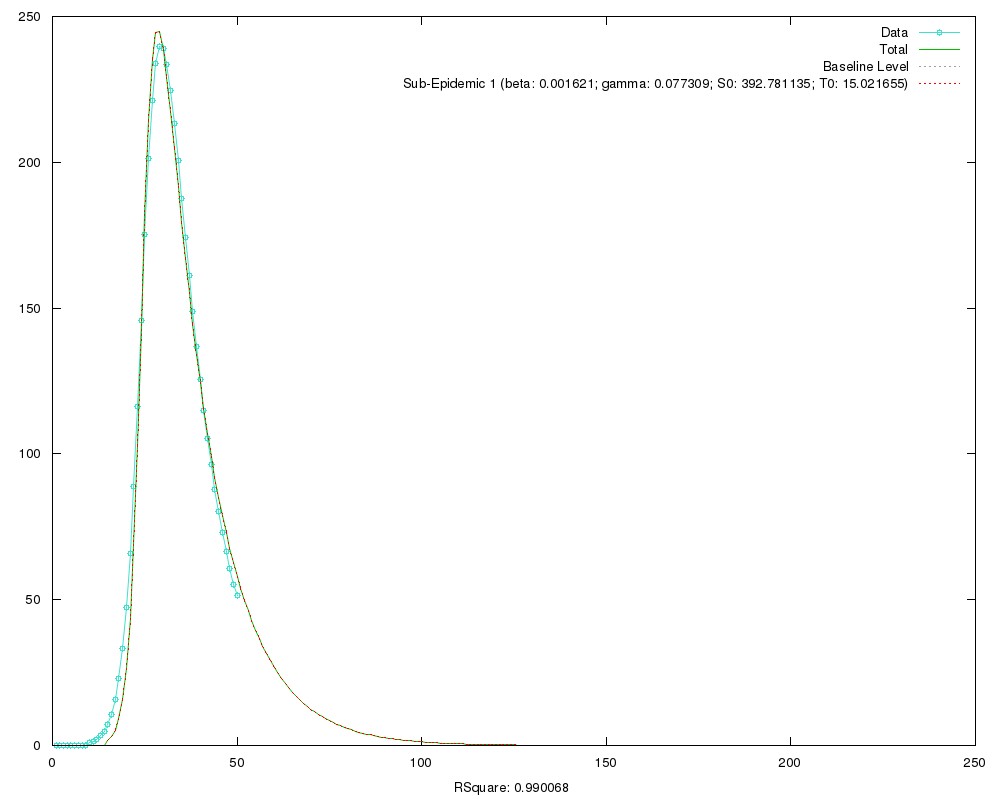 250
200
150
100
50
0
Data
Total
Baseline Level
Sub-Epidemic 1 (beta: 0.001621; gamma: 0.077309; S0: 392.781135; T0: 15.021655)
0 50 100 150 200 250
RSquare: 0.990068